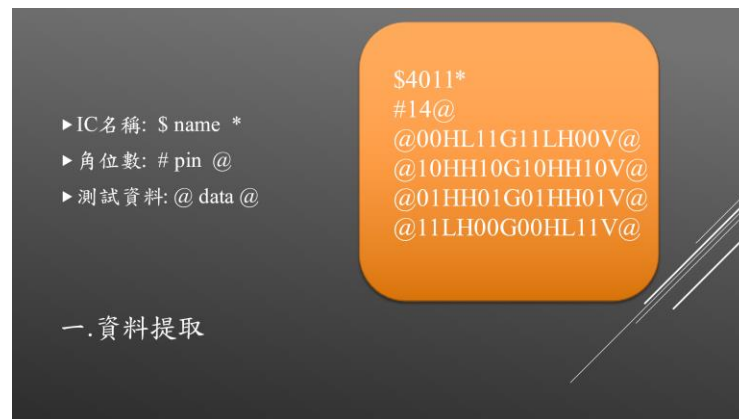 ▶IC名稱: $ name *
▶角位數: # pin @
▶測試資料: @ data @
$4011*
#14@
@00HL11G11LH00V@
@10HH10G10HH10V@
@01HH01G01HH01V@
@11LH00G00HL11V@
一.資料提取